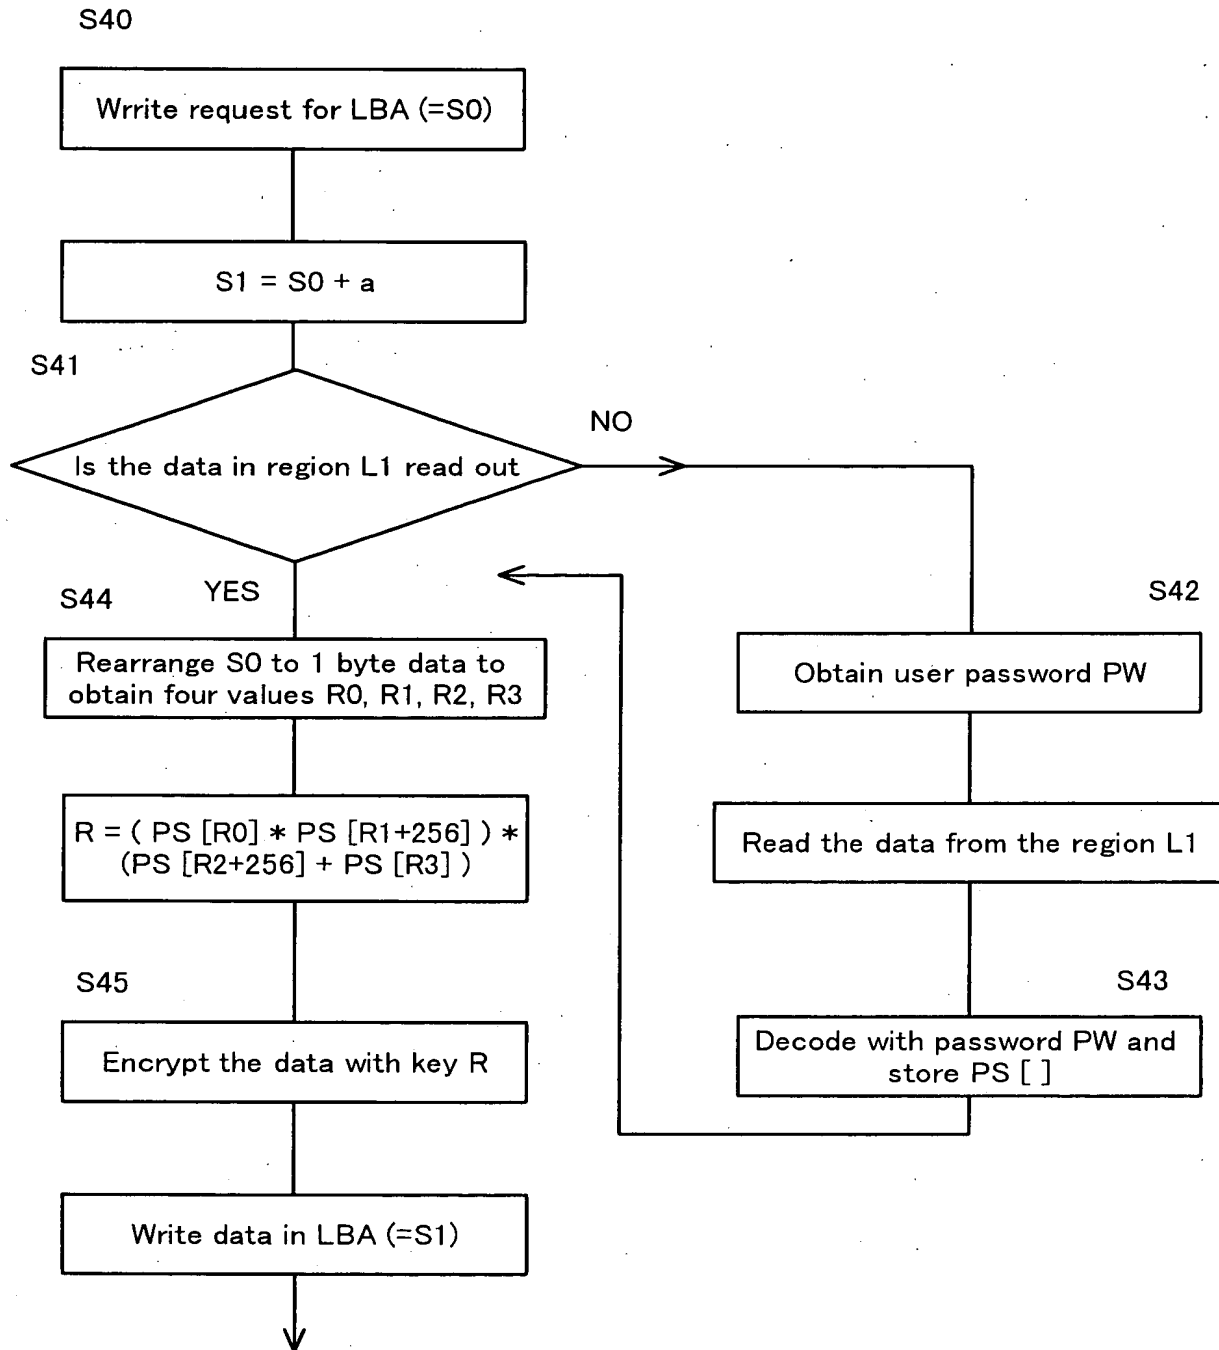 S40
Wrrite request for LBA (=S0)
S1 = S0 + a
S41
Is the data in region L1 read out
NO
YES
S44
Rearrange S0 to 1 byte data to
obtain four values R0, R1, R2, R3
R = ( PS [R0] * PS [R1+256] ) *
(PS [R2+256] + PS [R3] )
S45
Encrypt the data with key R
Write data in LBA (=S1)
S42
Obtain user password PW
Read the data from the region L1
S43
Decode with password PW and
store PS [ ]